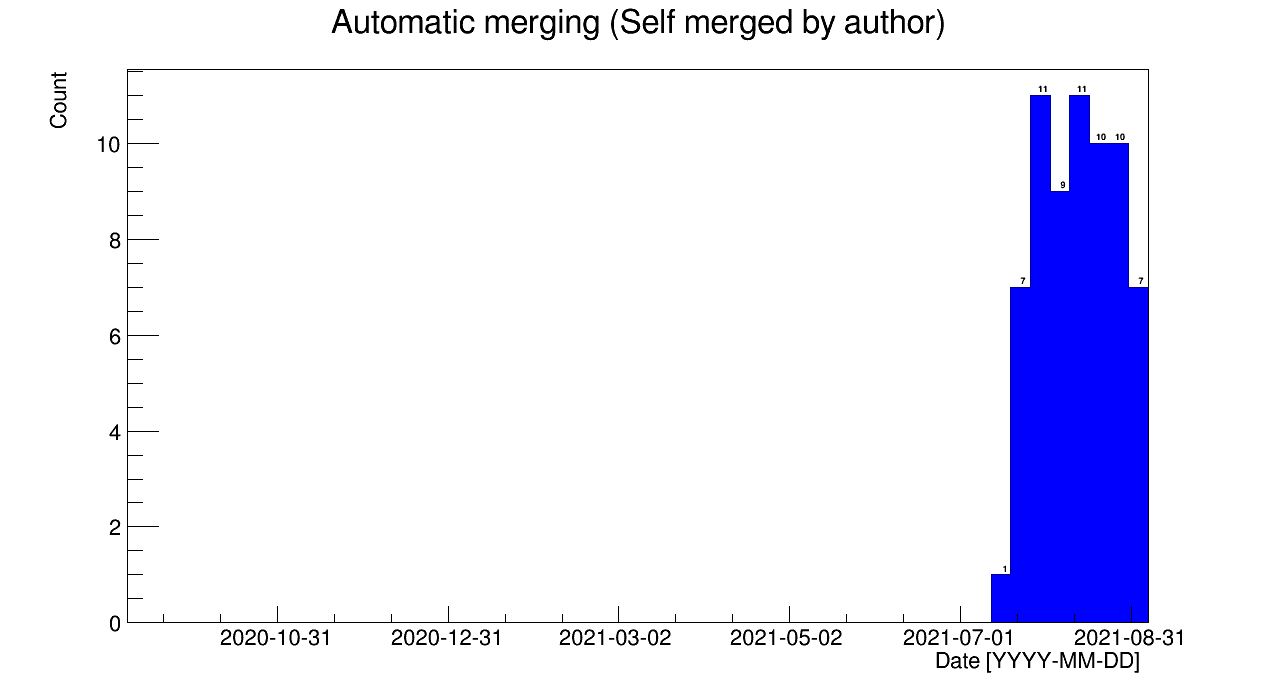 Automatic merging (Self merged by author)
Count
11 11
10 10
10
9
8
7 7
6
4
2
1
0
2020-10-31 2020-12-31 2021-03-02 2021-05-02 2021-07-01 2021-08-31
Date [YYYY-MM-DD]